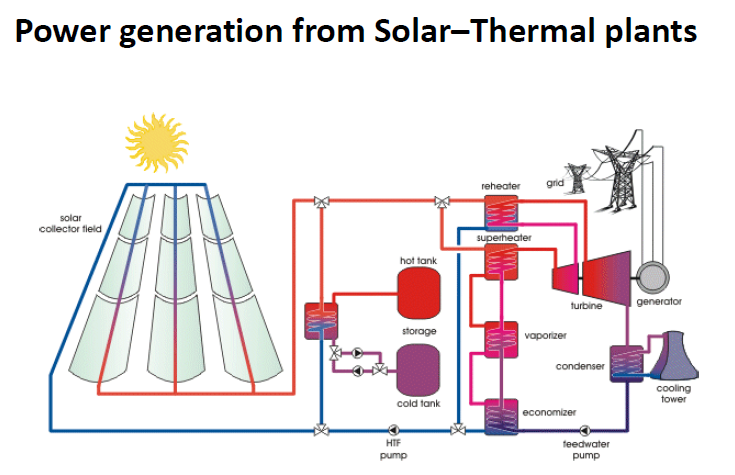 Power generation from Solar–Thermal plants
solar
collector field
hot tank
storage
cold tank
HTF
pump
reheater
superheater
vaporizer
economizer
grid
turbine
generator
condenser
cooling
tower
feedwater
pump